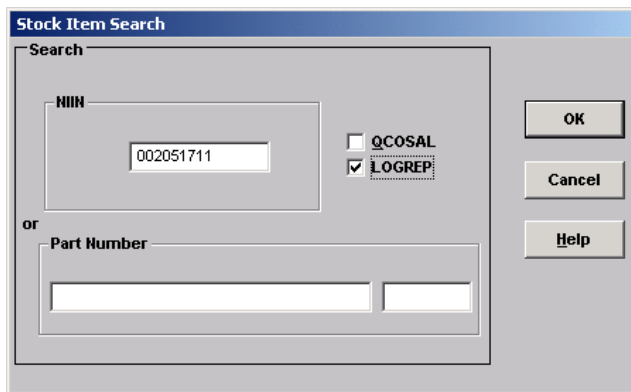 Stock Item Search
Search
NIIN
002051711
QCOSAL
LOGREP
OK
Cancel
Help
or
Part Number